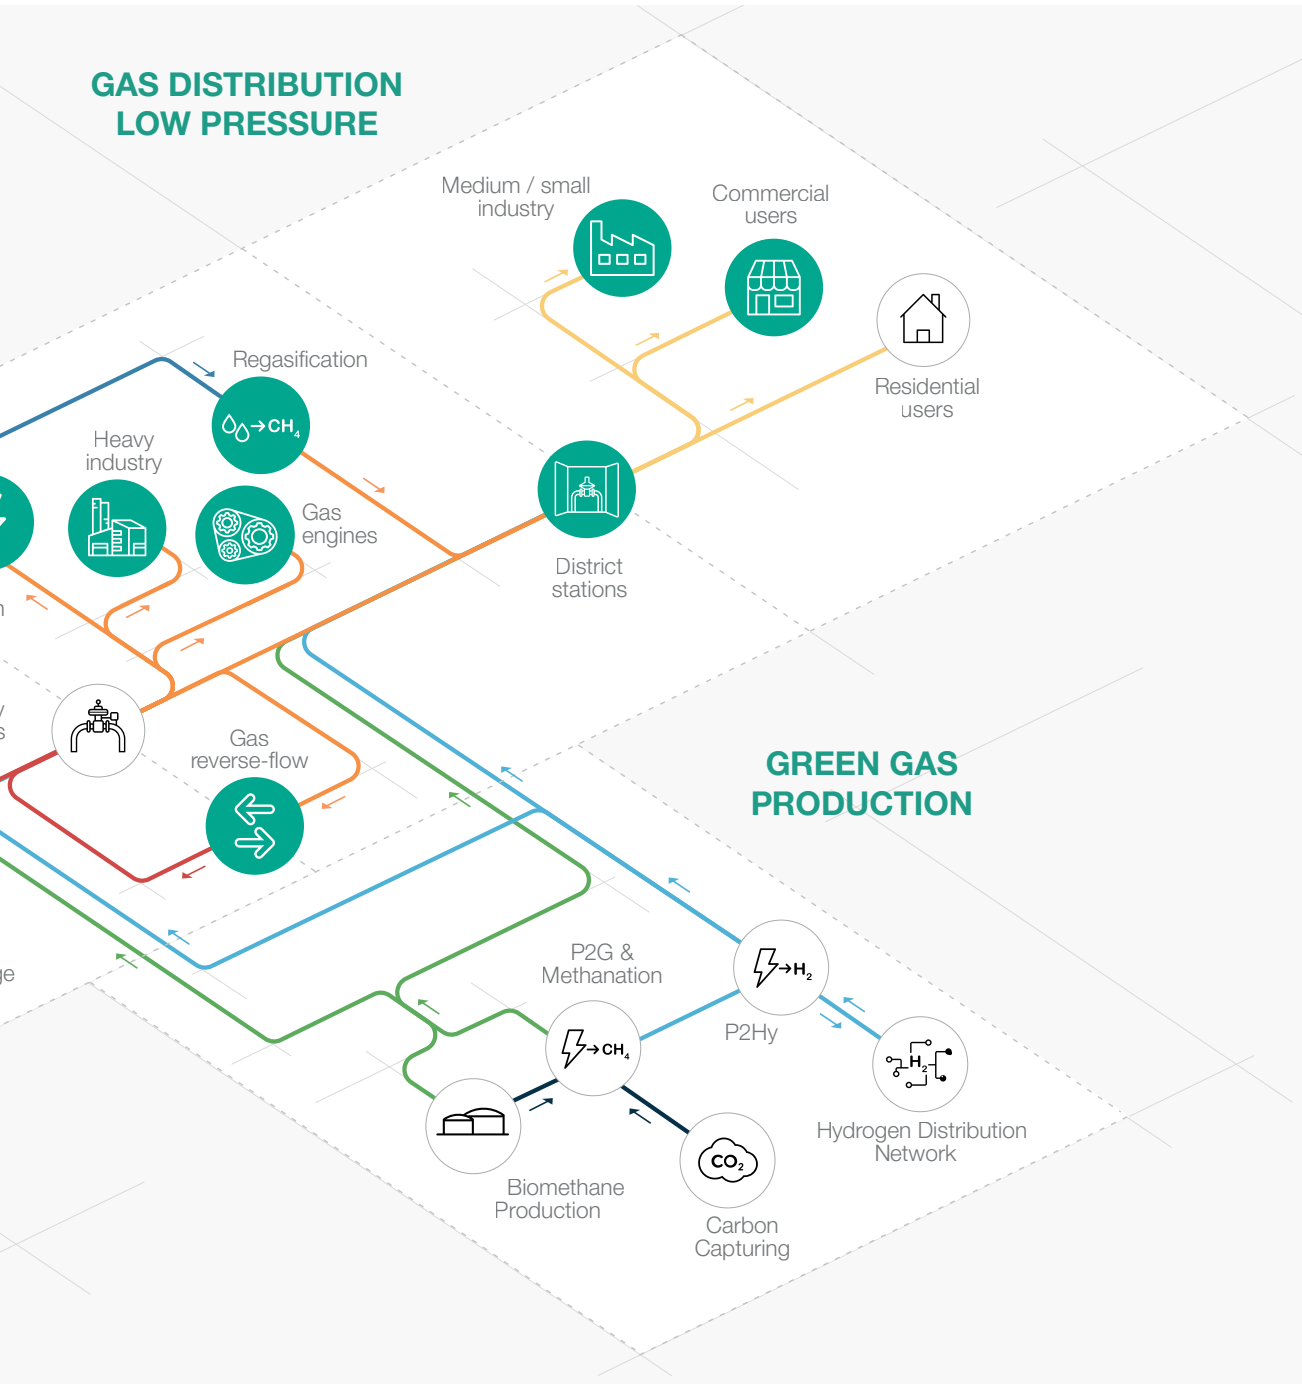 GAS DISTRIBUTION
LOW PRESSURE
Medium / small
industry
Commercial
users
Residential
users
Regasification
→CH₄
Heavy
industry
Gas
engines
District
stations
Gas
reverse-flow
GREEN GAS
PRODUCTION
P2G &
Methanation
→CH₄
→H₂
P2Hy
H₂
Hydrogen Distribution
Network
Biomethane
Production
CO₂
Carbon
Capturing